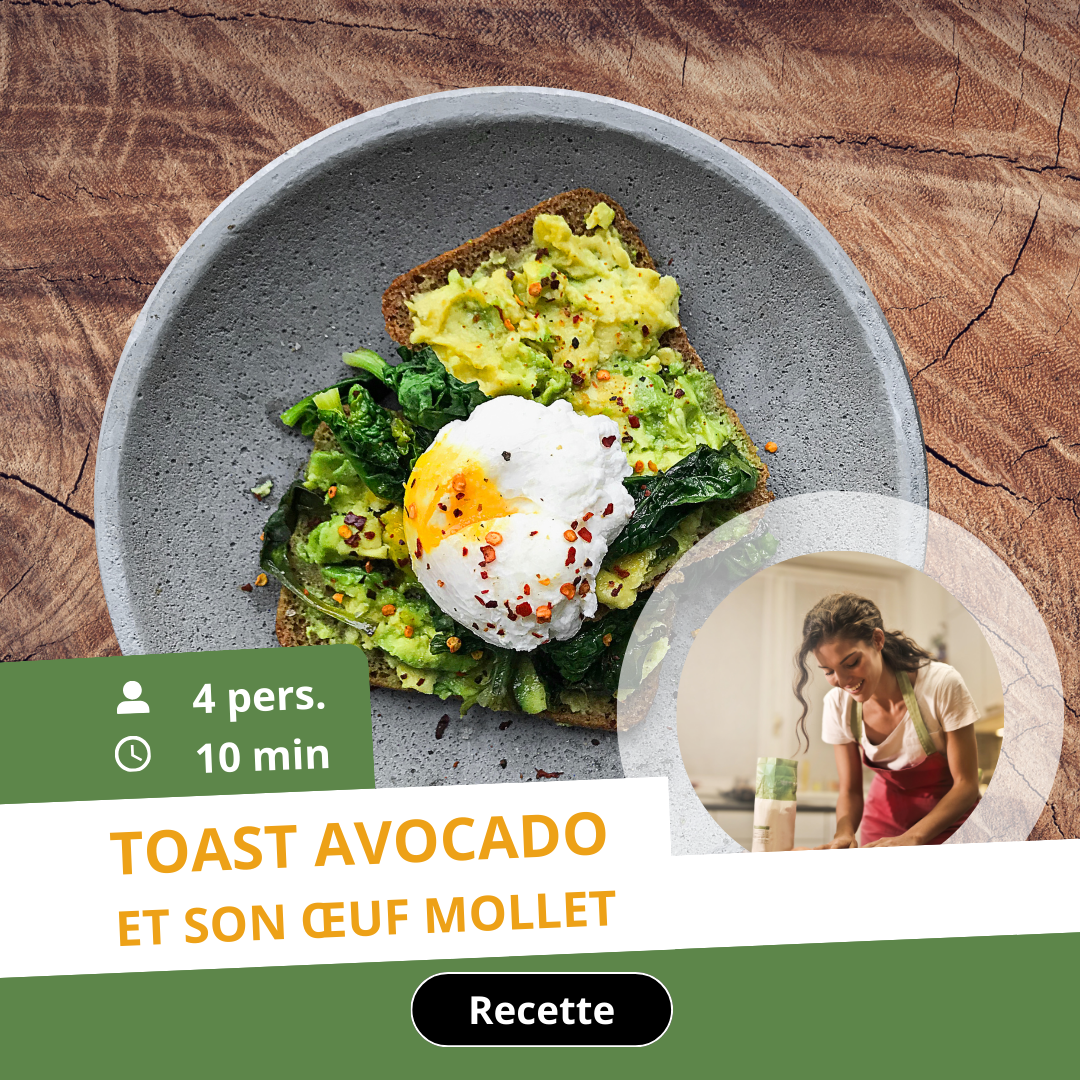 4 pers.
10 min
TOAST AVOCADO
ET SON ŒUF MOLLET
Recette